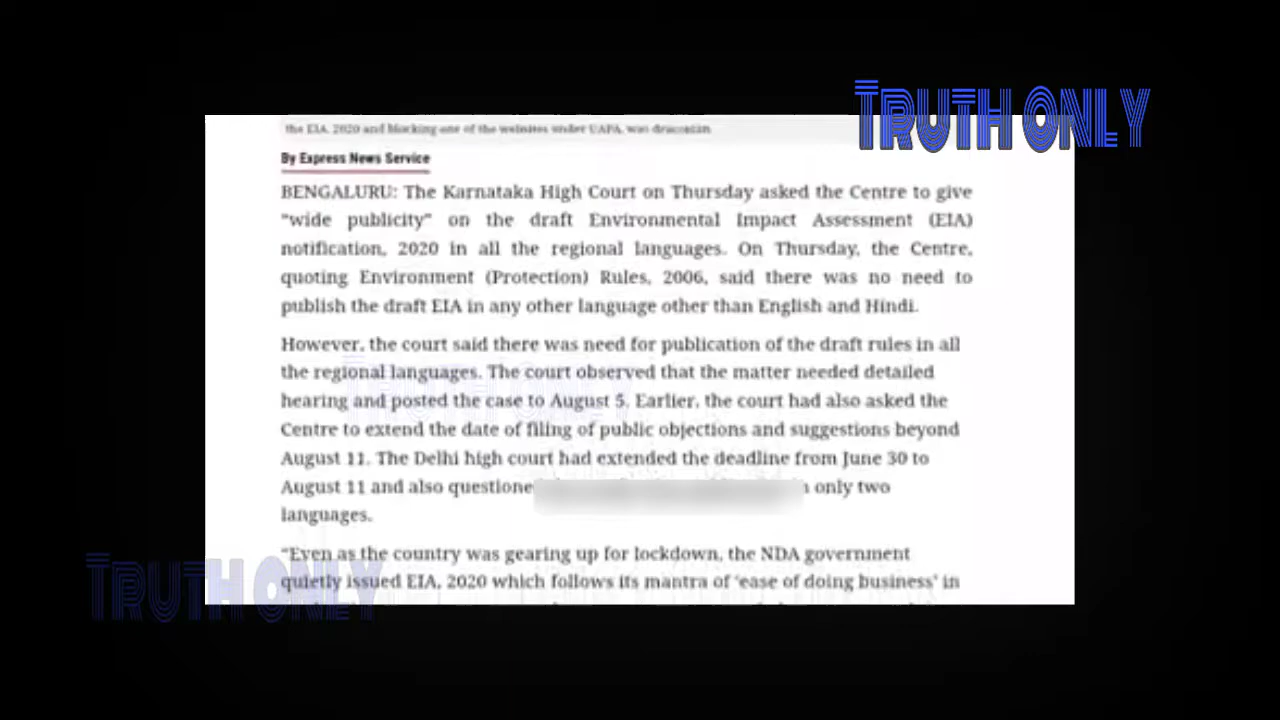 TRUTH ONLY
the EIA, 2020 and blocking one of the websites under UAPA, was draconian
By Express News Service
BENGALURU: The Karnataka High Court on Thursday asked the Centre to give
“wide publicity” on the draft Environmental Impact Assessment (EIA)
notification, 2020 in all the regional languages. On Thursday, the Centre,
quoting Environment (Protection) Rules, 2006, said there was no need to
publish the draft EIA in any other language other than English and Hindi.
However, the court said there was need for publication of the draft rules in all
the regional languages. The court observed that the matter needed detailed
hearing and posted the case to August 5. Earlier, the court had also asked the
Centre to extend the date of filing of public objections and suggestions beyond
August 11. The Delhi high court had extended the deadline from June 30 to
August 11 and also questione only two
languages.
“Even as the country was gearing up for lockdown, the NDA government
quietly issued EIA, 2020 which follows its mantra of ‘ease of doing business’ in
TRUTH ONLY